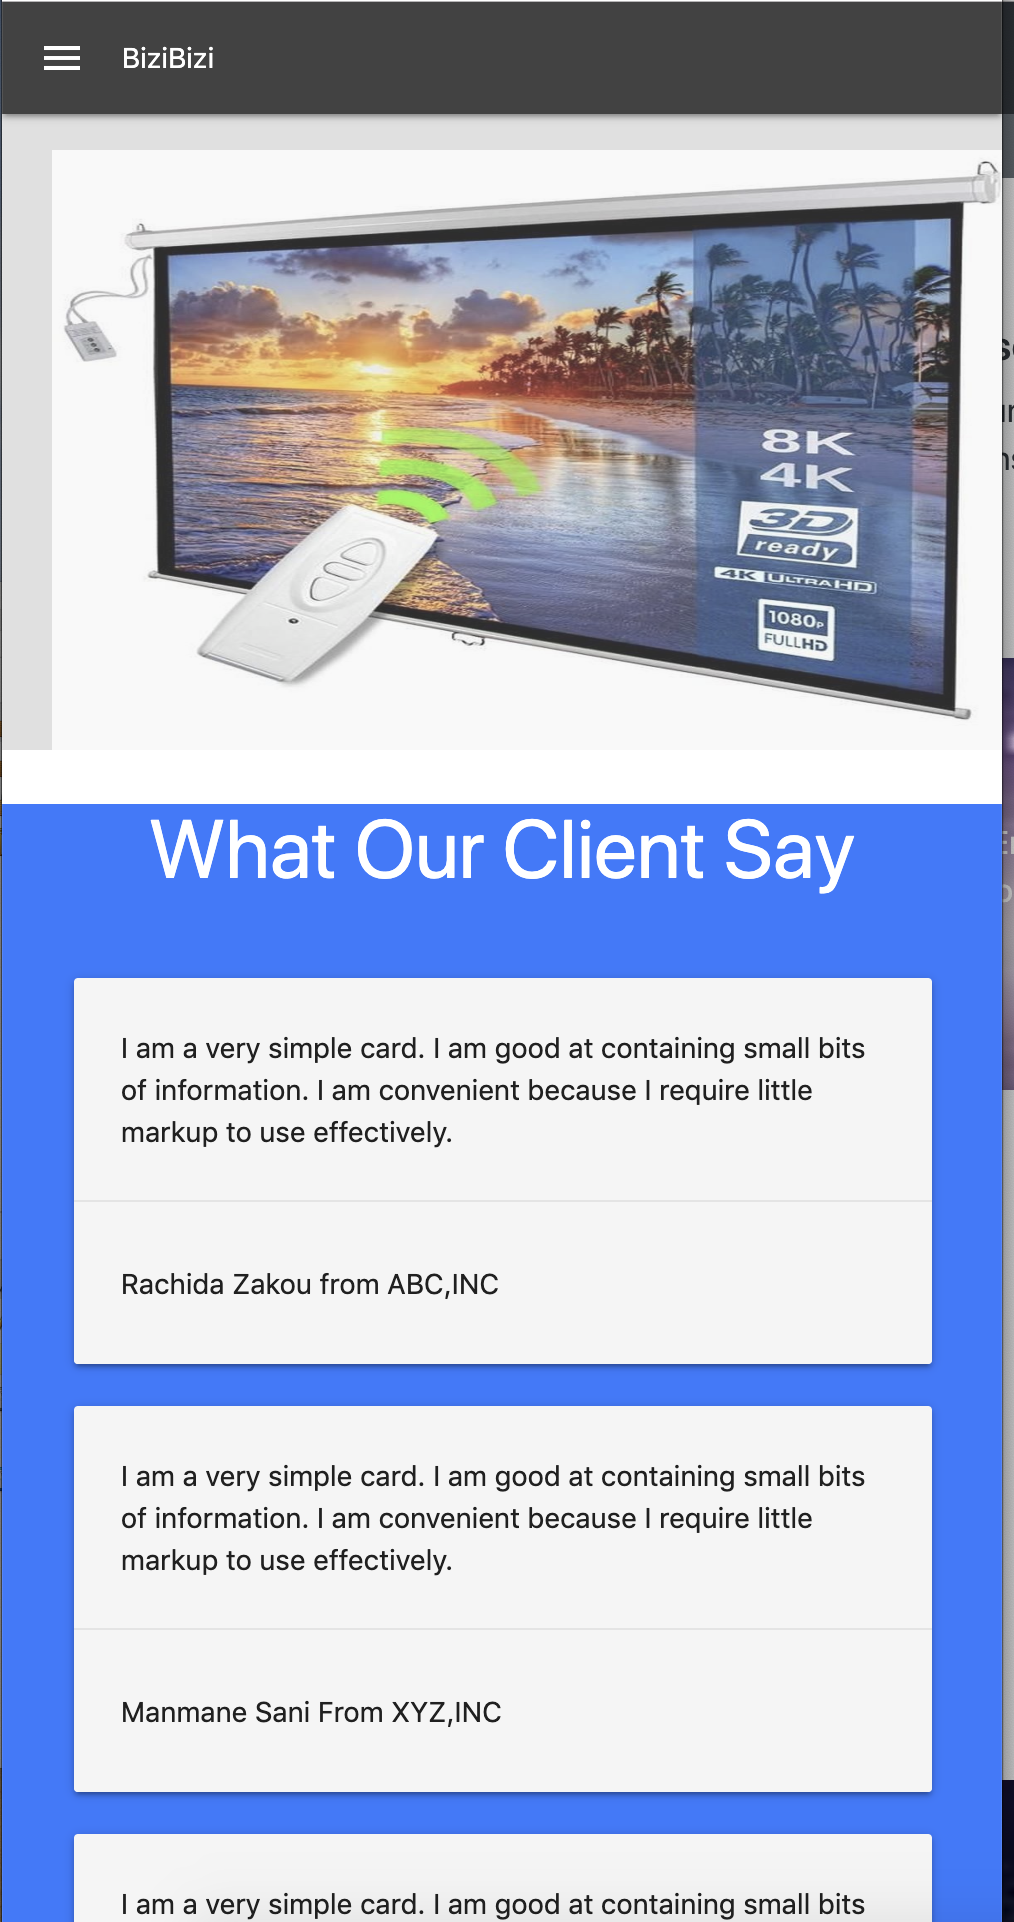 BiziBizi
8K
4K
3D
ready
4K ULTRAHD
1080P
FULLHD
What Our Client Say
I am a very simple card. I am good at containing small bits
of information. I am convenient because I require little
markup to use effectively.
Rachida Zakou from ABC,INC
I am a very simple card. I am good at containing small bits
of information. I am convenient because I require little
markup to use effectively.
Manmane Sani From XYZ,INC
I am a very simple card. I am good at containing small bits